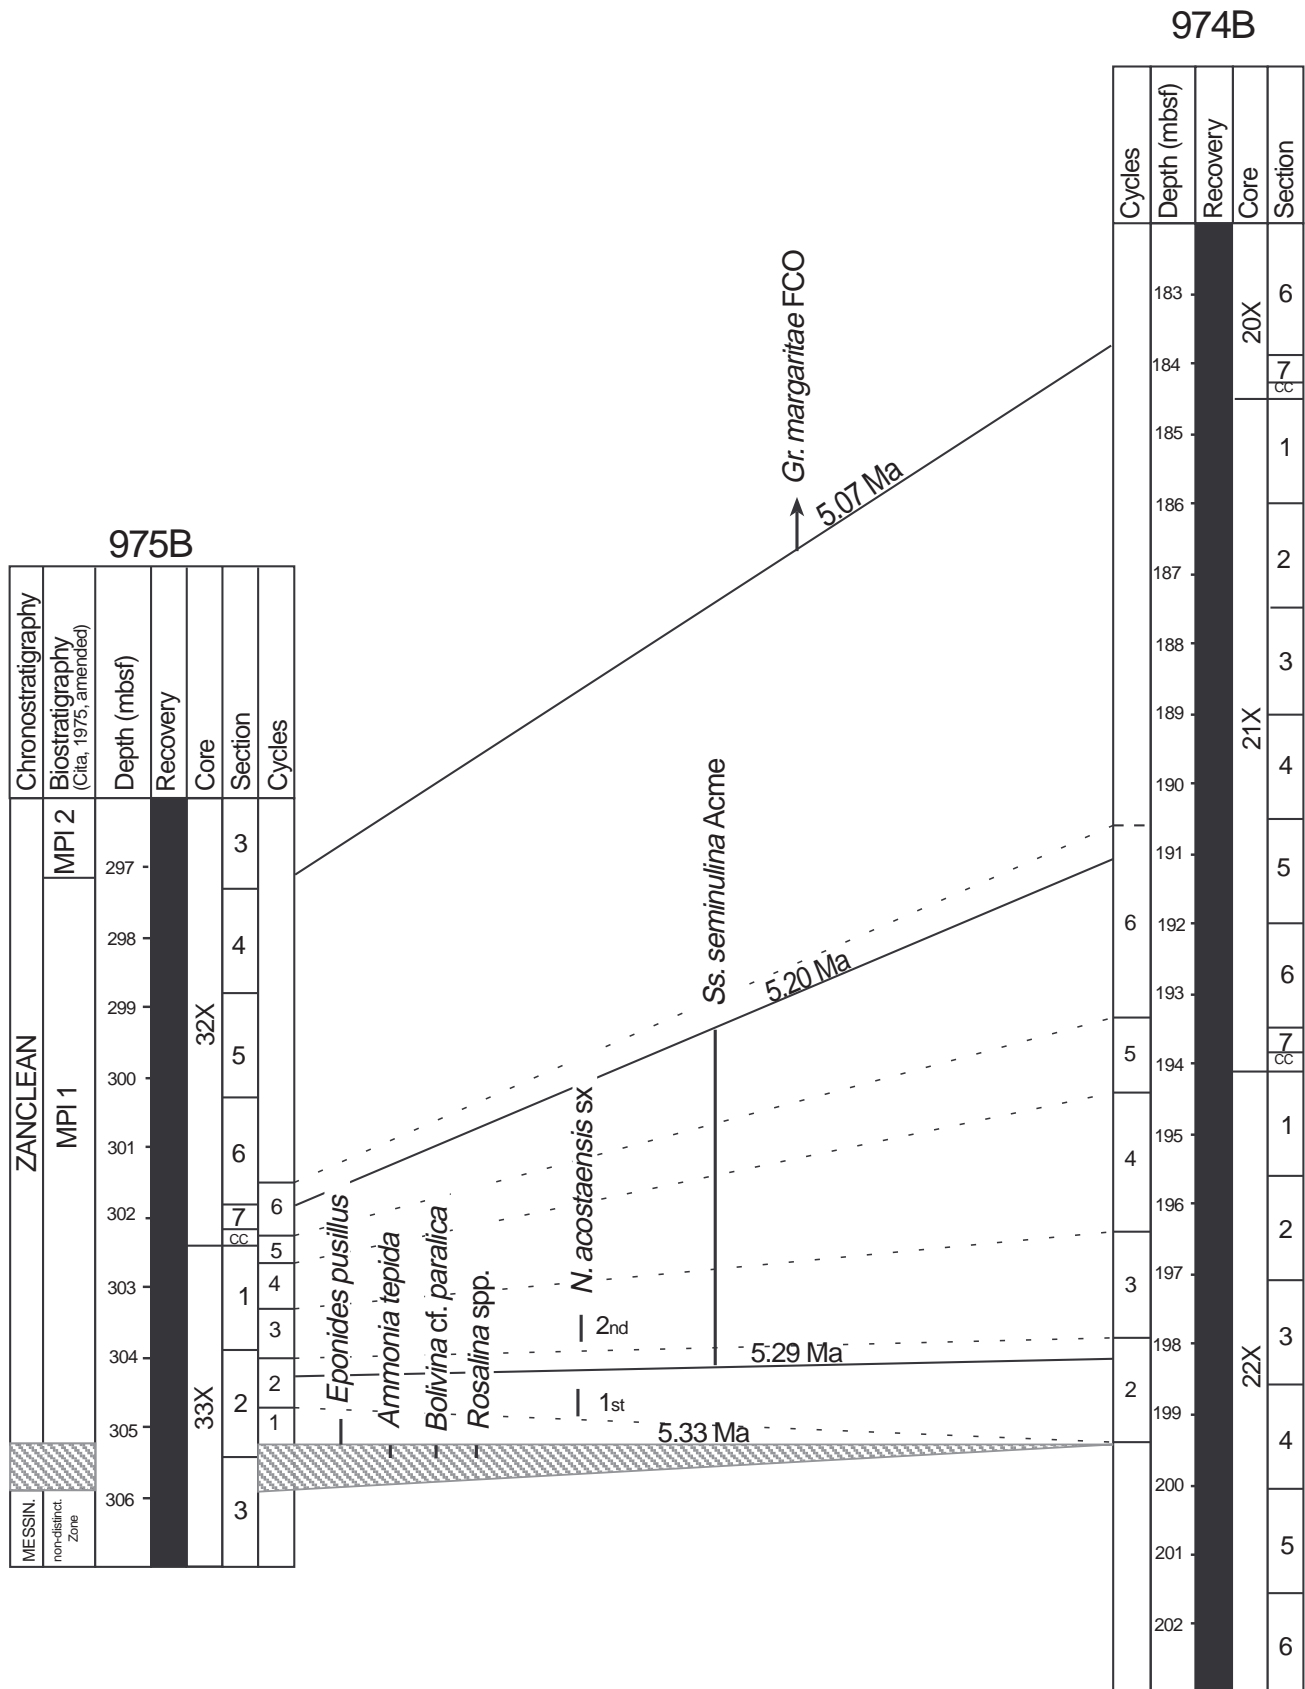 974B
Cycles
Depth (mbsf)
Recovery
Core
Section
183
184
185
186
187
188
189
190
191
192
193
194
195
196
197
198
199
200
201
202
6
5
4
3
2
20X
21X
22X
6
7
CC
1
2
3
4
5
6
7
CC
1
2
3
4
5
6
Gr. margaritae FCO
5.07 Ma
Ss. seminulina Acme
5.20 Ma
N. acostaensis sx
2nd
1st
5.29 Ma
5.33 Ma
Eponides pusillus
Ammonia tepida
Bolivina cf. paralica
Rosalina spp.
975B
Chronostratigraphy
Biostratigraphy
(Cita, 1975, amended)
Depth (mbsf)
Recovery
Core
Section
Cycles
ZANCLEAN
MESSIN.
MPl 2
MPl 1
non-distinct.
Zone
297
298
299
300
301
302
303
304
305
306
32X
33X
3
4
5
6
7
CC
1
2
3
6
5
4
3
2
1